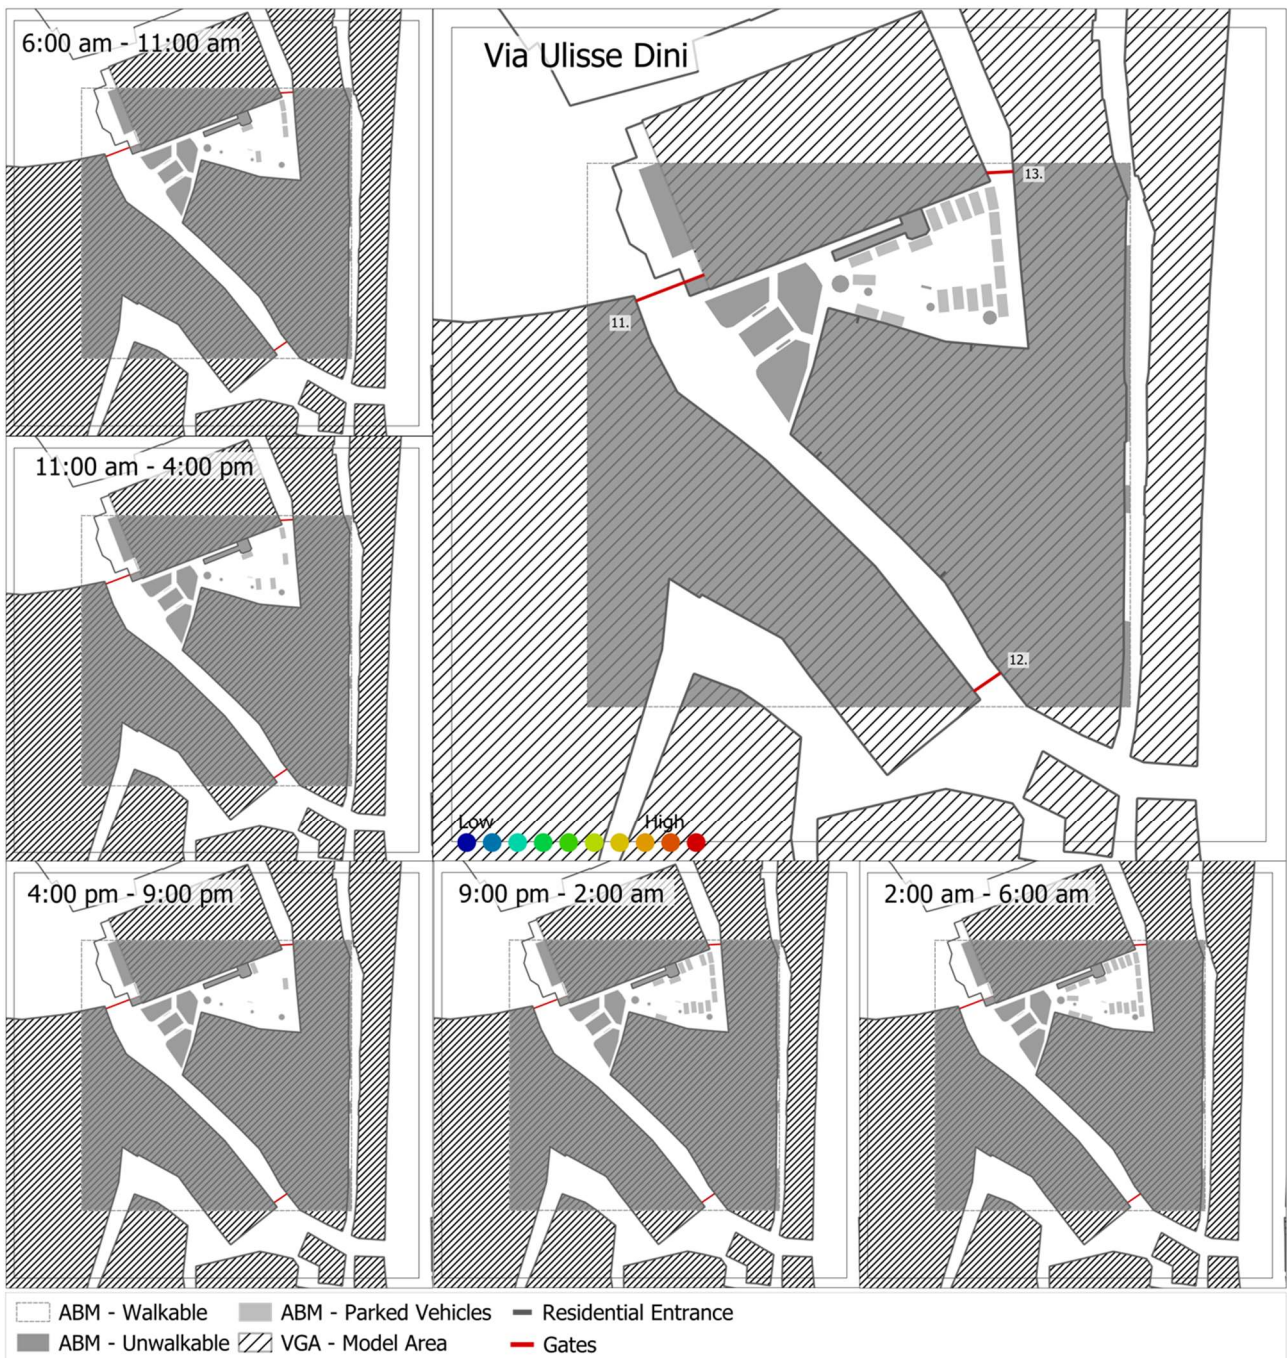 6:00 am - 11:00 am
Via Ulisse Dini
13.
11.
12.
11:00 am - 4:00 pm
Low
High
4:00 pm - 9:00 pm
9:00 pm - 2:00 am
2:00 am - 6:00 am
ABM - Walkable
ABM - Parked Vehicles
Residential Entrance
ABM - Unwalkable
VGA - Model Area
Gates